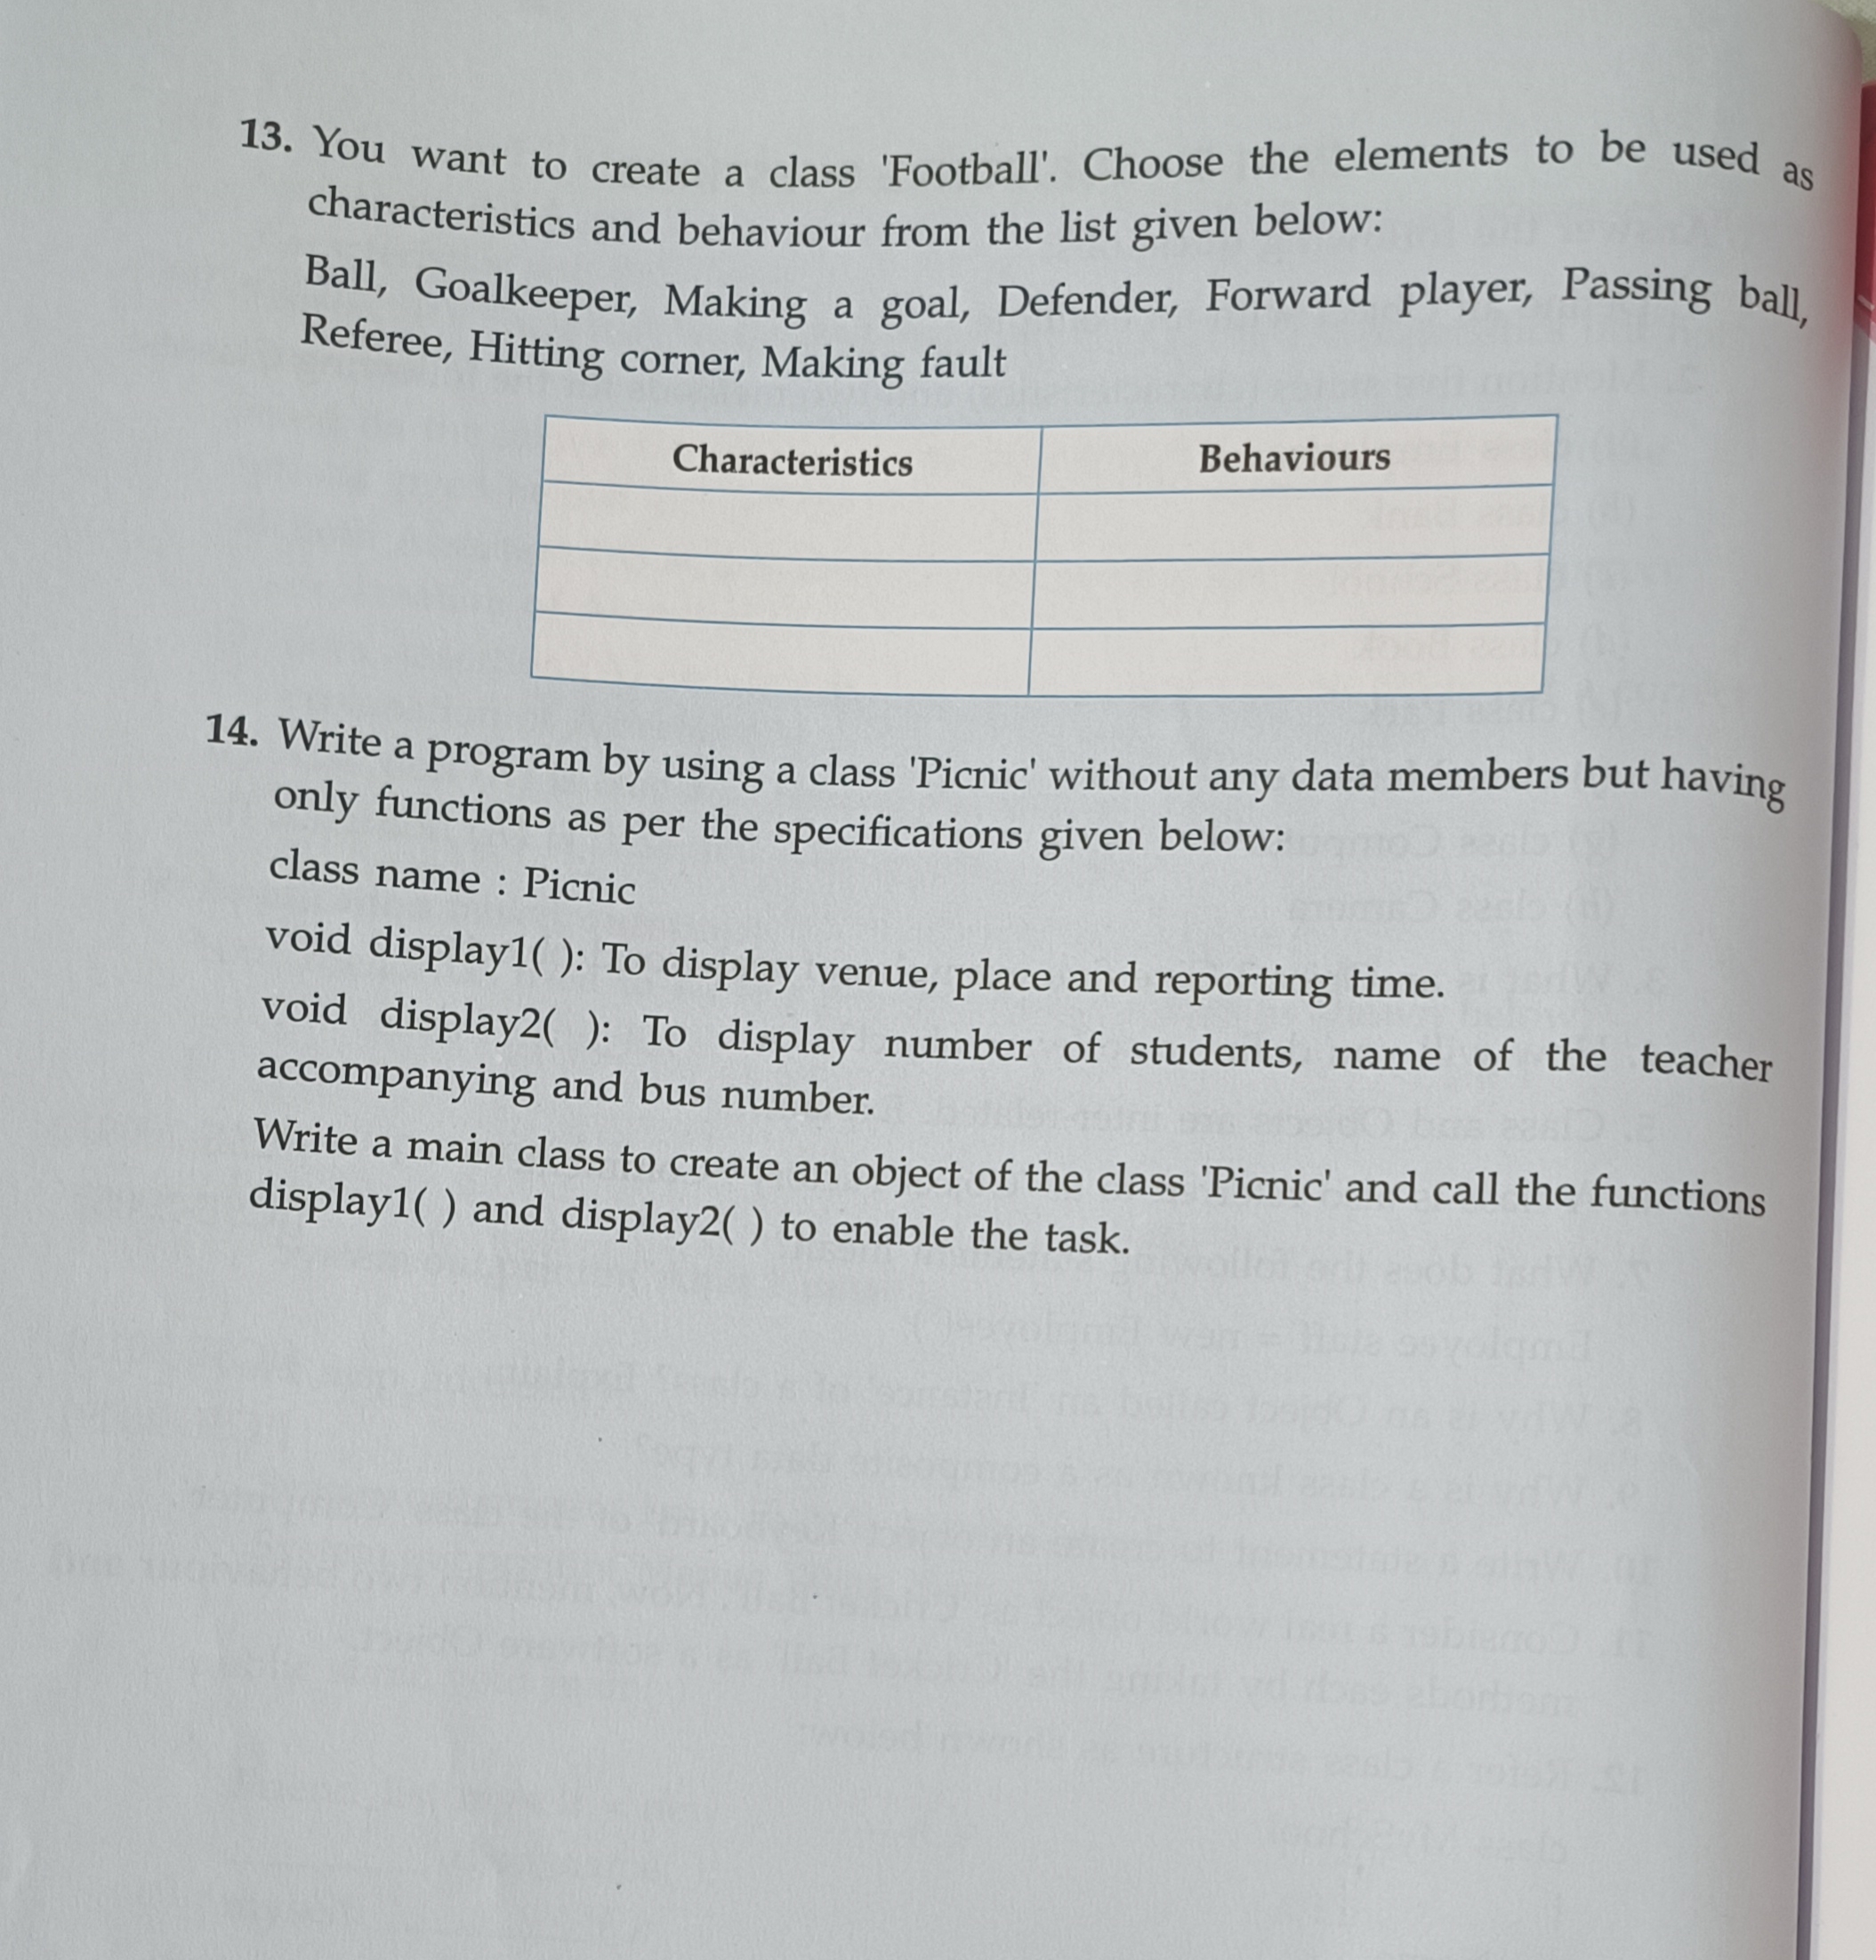 13. You want to create a class 'Football'. Choose the elements to be used as
characteristics and behaviour from the list given below:
Ball, Goalkeeper, Making a goal, Defender, Forward player, Passing ball,
Referee, Hitting corner, Making fault
Characteristics Behaviours
14. Write a program by using a class 'Picnic' without any data members but having
only functions as per the specifications given below:
class name : Picnic
void display1( ): To display venue, place and reporting time.
void display2( ): To display number of students, name of the teacher
accompanying and bus number.
Write a main class to create an object of the class 'Picnic' and call the functions
display1( ) and display2( ) to enable the task.